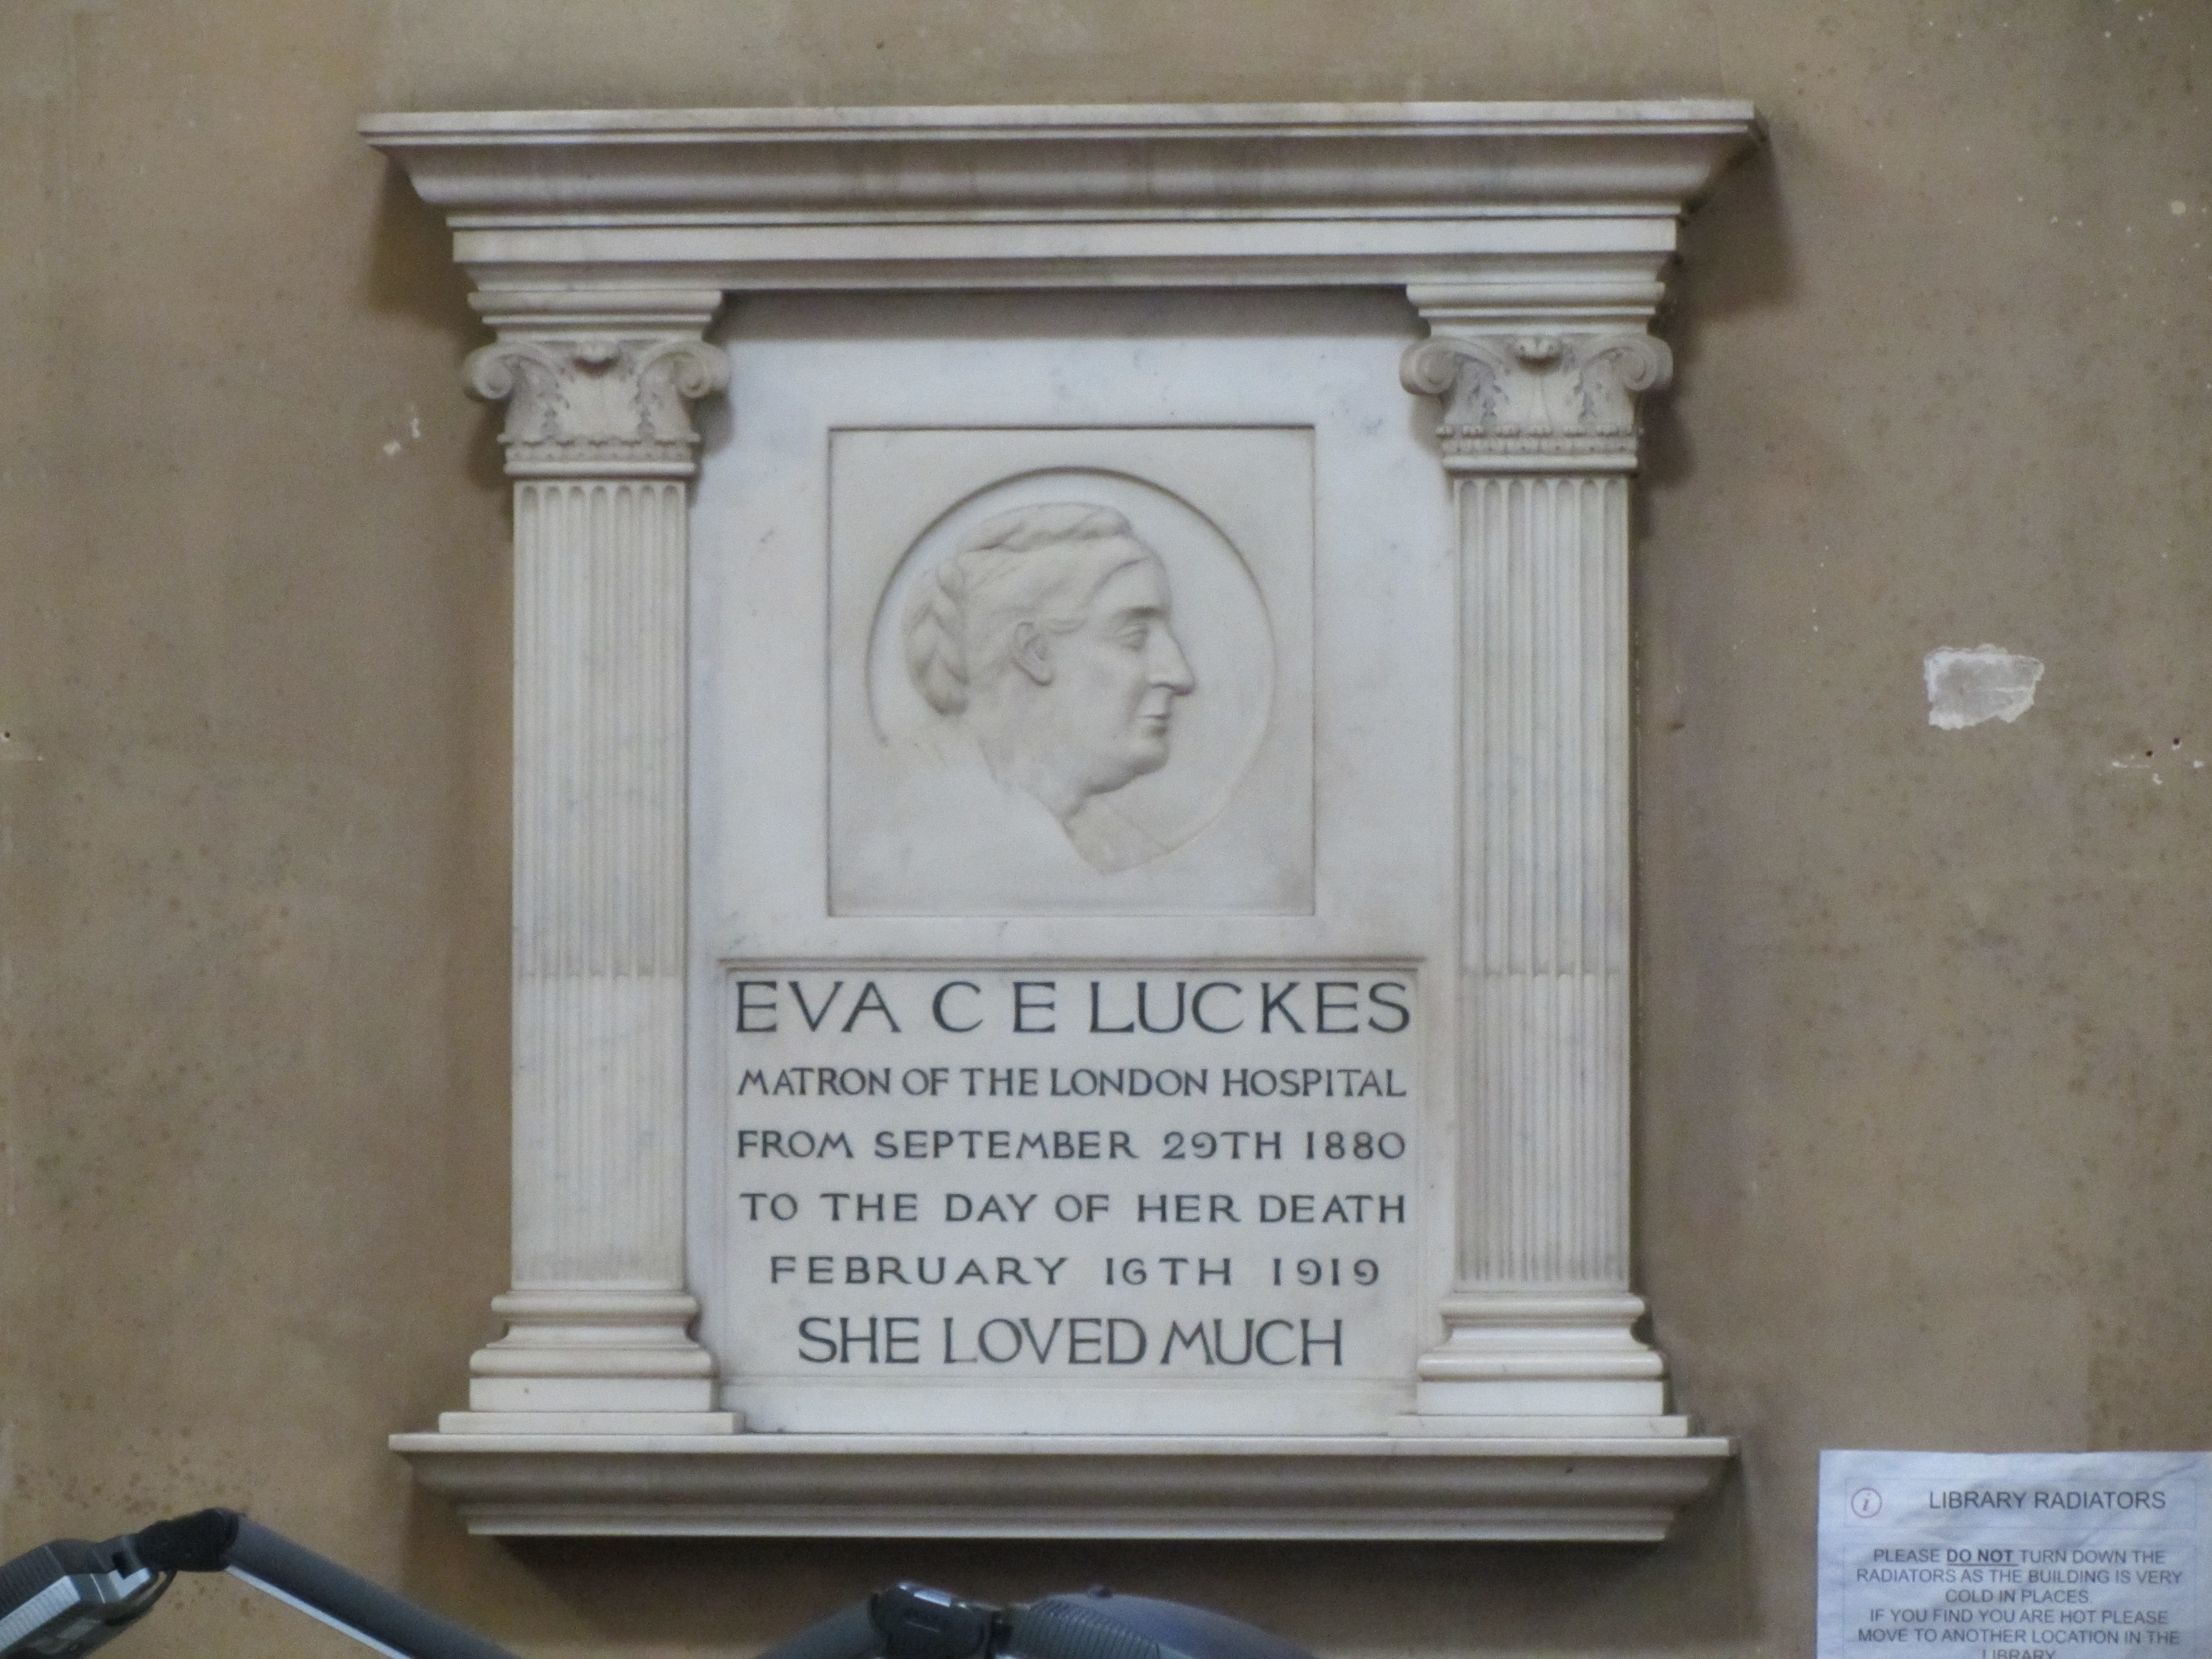 EVA C E LUCKES
MATRON OF THE LONDON HOSPITAL
FROM SEPTEMBER 29TH 1880
TO THE DAY OF HER DEATH
FEBRUARY 16TH 1919
SHE LOVED MUCH
i LIBRARY RADIATORS
PLEASE DO NOT TURN DOWN THE
RADIATORS AS THE BUILDING IS VERY
COLD IN PLACES.
IF YOU FIND YOU ARE HOT PLEASE
MOVE TO ANOTHER LOCATION IN THE
LIBRARY